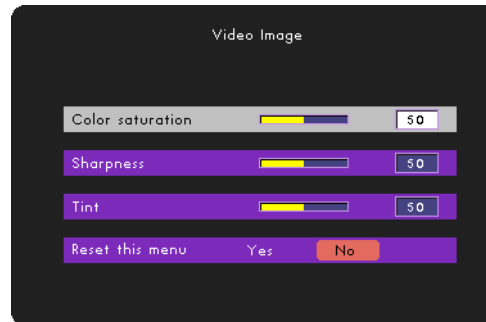 Video Image
Color saturation 50
Sharpness 50
Tint 50
Reset this menu Yes No